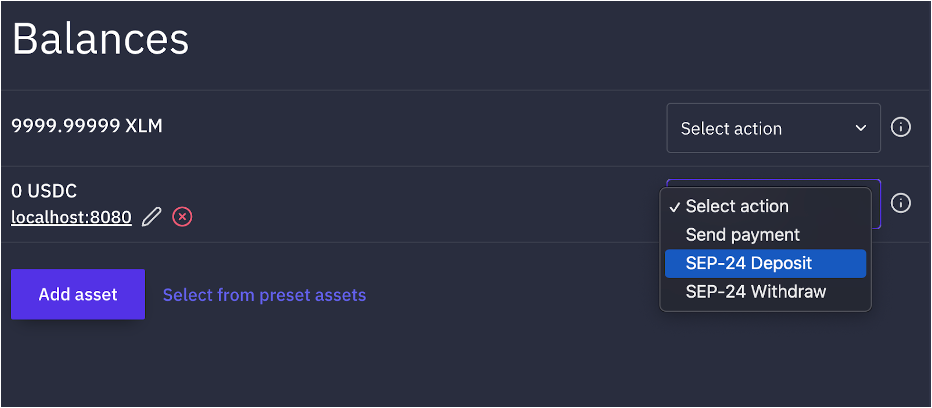 Balances
9999.99999 XLM
Select action
0 USDC
localhost:8080
✓ Select action
Send payment
SEP-24 Deposit
SEP-24 Withdraw
Add asset
Select from preset assets